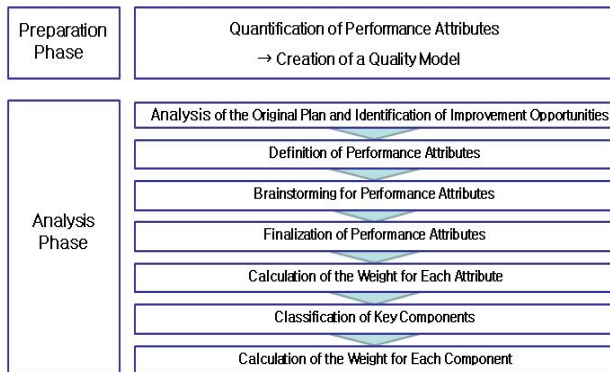 Preparation
Phase
Quantification of Performance Attributes
→ Creation of a Quality Model
Analysis
Phase
Analysis of the Original Plan and Identification of Improvement Opportunities
Definition of Performance Attributes
Brainstorming for Performance Attributes
Finalization of Performance Attributes
Calculation of the Weight for Each Attribute
Classification of Key Components
Calculation of the Weight for Each Component